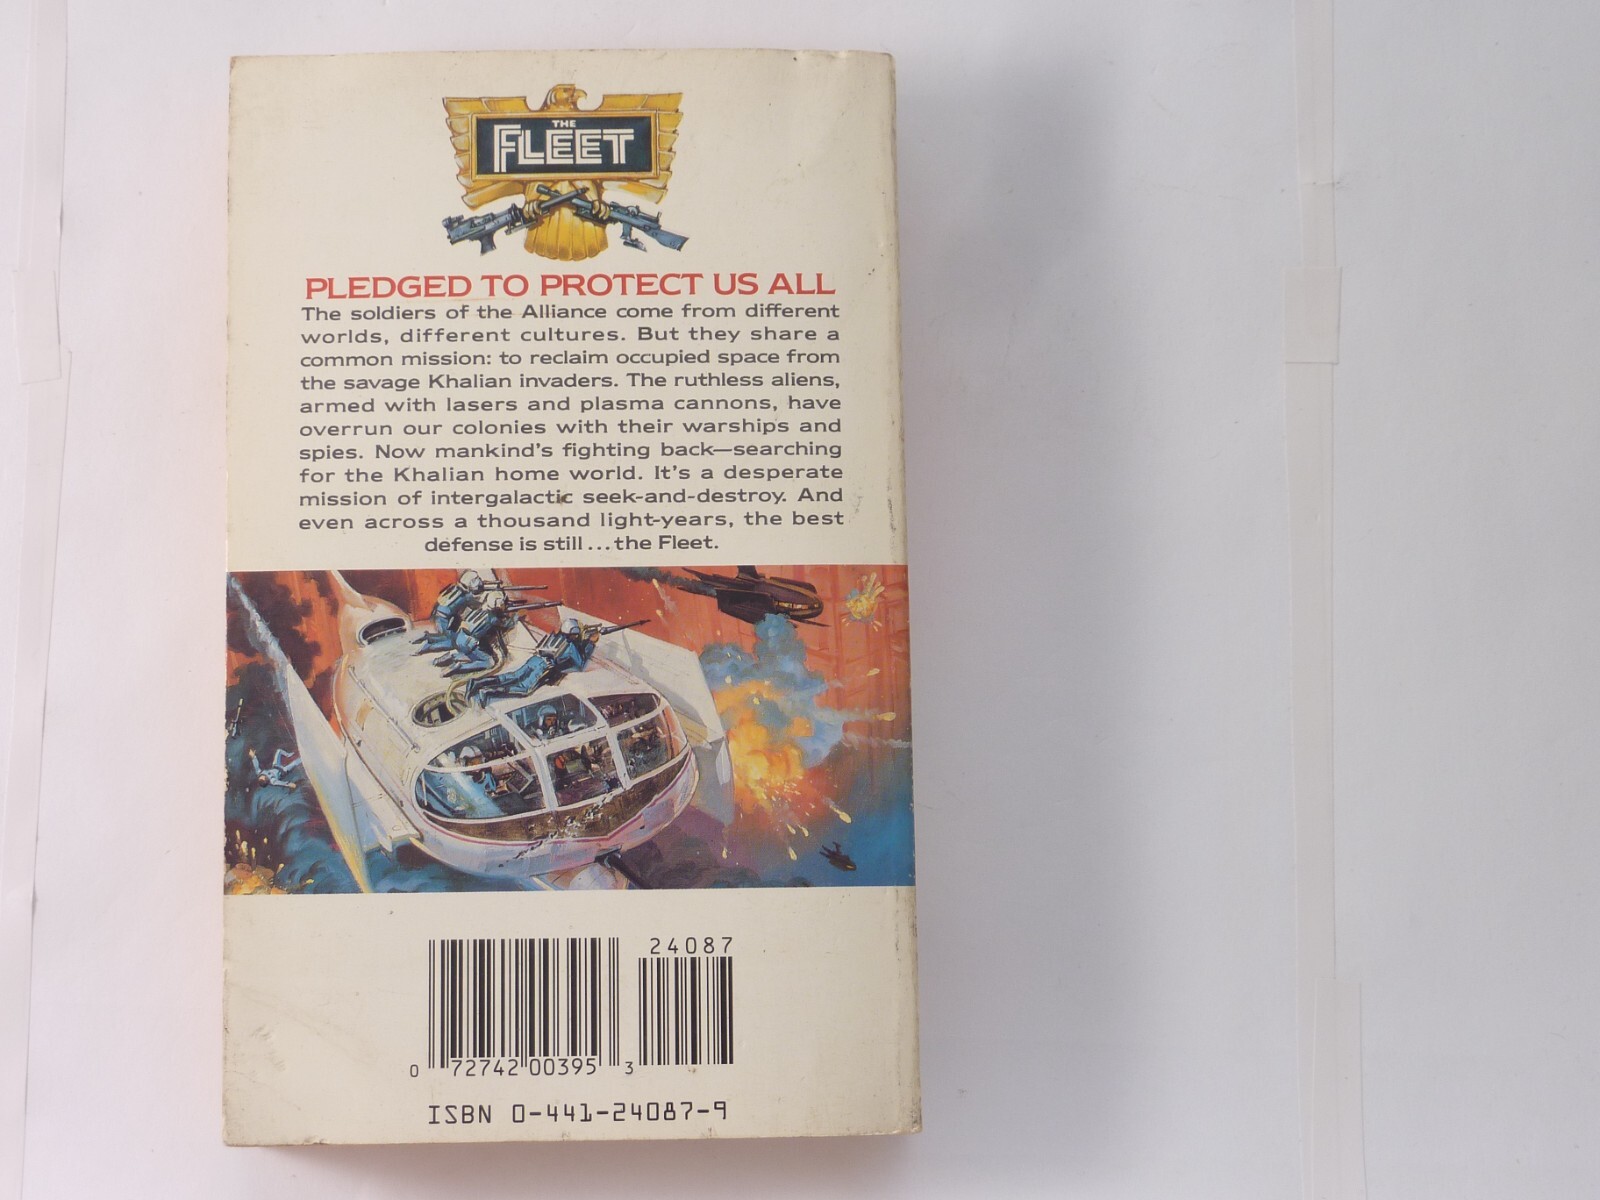 THE
FLEET
PLEDGED TO PROTECT US ALL
The soldiers of the Alliance come from different
worlds, different cultures. But they share a
common mission: to reclaim occupied space from
the savage Khalian invaders. The ruthless aliens,
armed with lasers and plasma cannons, have
overrun our colonies with their warships and
spies. Now mankind's fighting back—searching
for the Khalian home world. It's a desperate
mission of intergalactic seek-and-destroy. And
even across a thousand light-years, the best
defense is still...the Fleet.
24087
0 72742 00395 3
ISBN 0-441-24087-9